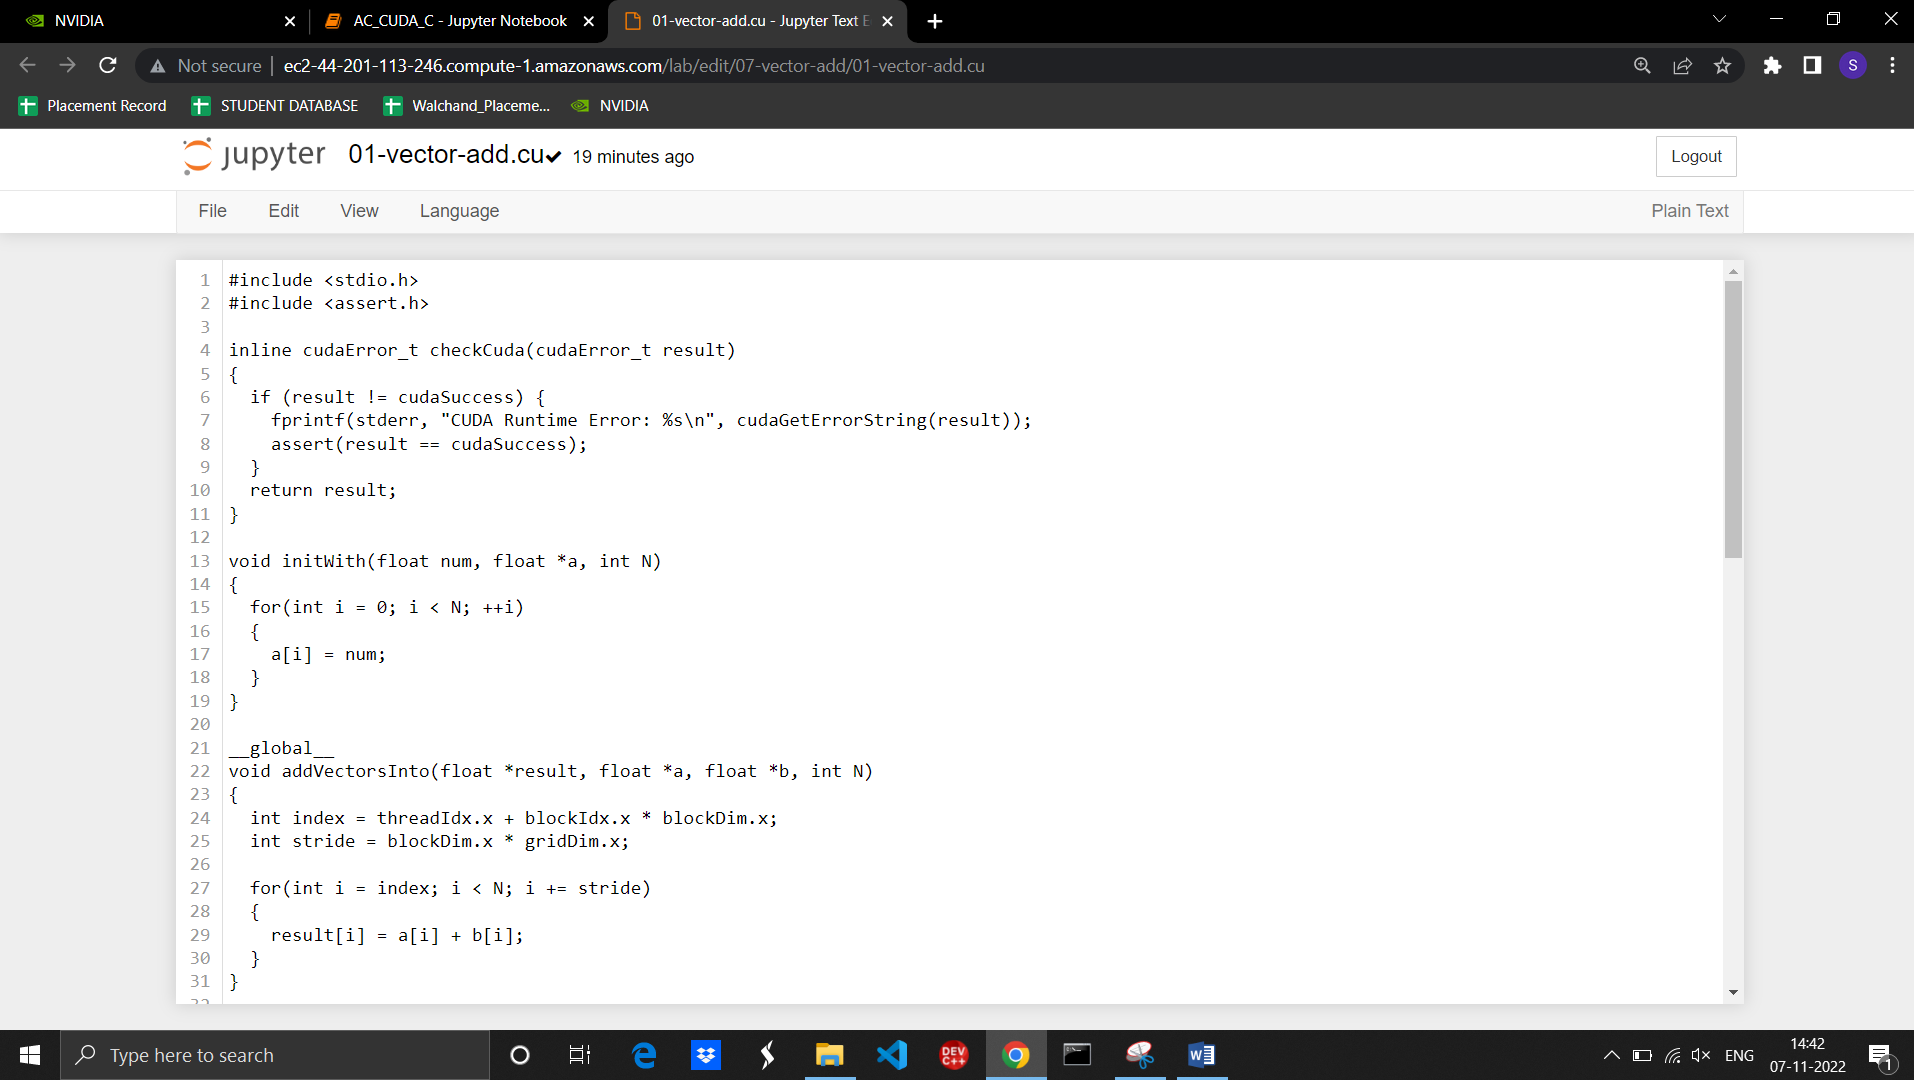 NVIDIA
AC_CUDA_C - Jupyter Notebook
01-vector-add.cu - Jupyter Text E
Not secure | ec2-44-201-113-246.compute-1.amazonaws.com/lab/edit/07-vector-add/01-vector-add.cu
S
Placement Record
STUDENT DATABASE
Walchand_Placeme...
NVIDIA
jupyter
01-vector-add.cu
19 minutes ago
Logout
File
Edit
View
Language
Plain Text
1 #include <stdio.h>
2 #include <assert.h>
3
4 inline cudaError_t checkCuda(cudaError_t result)
5 {
6   if (result != cudaSuccess) {
7     fprintf(stderr, "CUDA Runtime Error: %s\n", cudaGetErrorString(result));
8     assert(result == cudaSuccess);
9   }
10   return result;
11 }
12
13 void initWith(float num, float *a, int N)
14 {
15   for(int i = 0; i < N; ++i)
16   {
17     a[i] = num;
18   }
19 }
20
21 __global__
22 void addVectorsInto(float *result, float *a, float *b, int N)
23 {
24   int index = threadIdx.x + blockIdx.x * blockDim.x;
25   int stride = blockDim.x * gridDim.x;
26
27   for(int i = index; i < N; i += stride)
28   {
29     result[i] = a[i] + b[i];
30   }
31 }
32
Type here to search
DEV
C++
ENG
14:42
07-11-2022
1